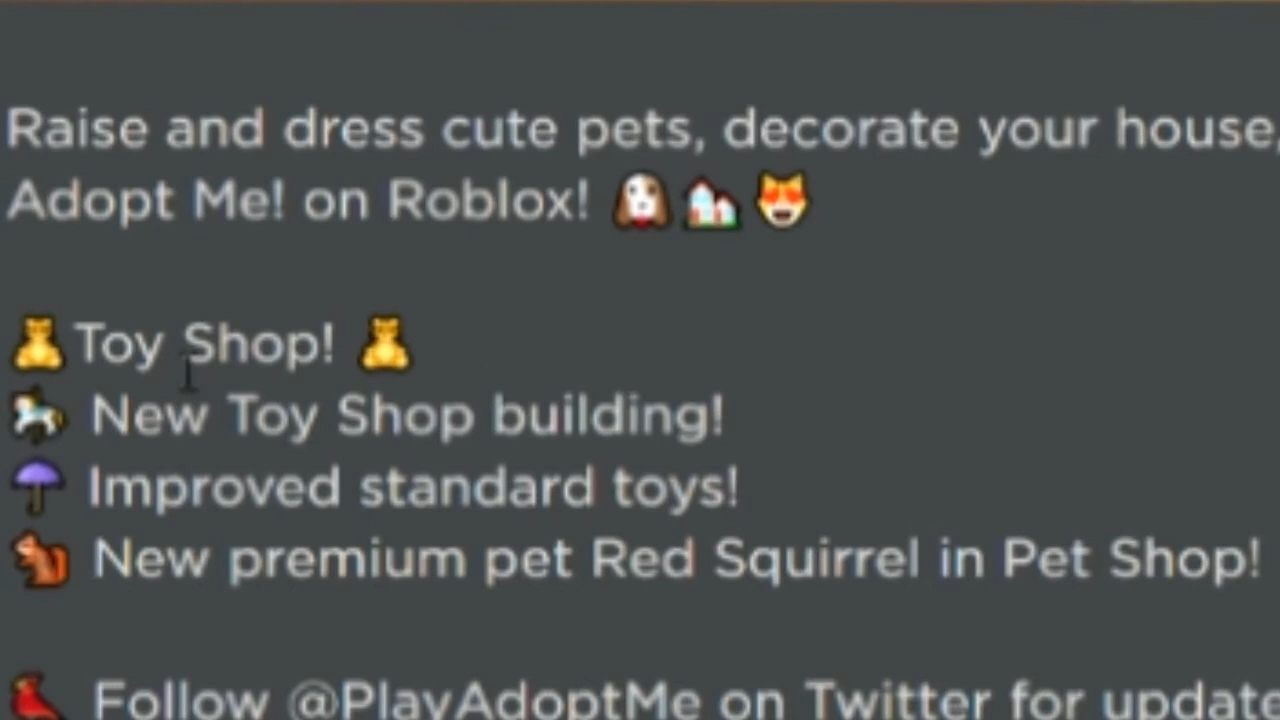 Raise and dress cute pets, decorate your house,
Adopt Me! on Roblox! 🐶🏘️😻
🧸Toy Shop! 🧸
🎠 New Toy Shop building!
☂️ Improved standard toys!
🐿️ New premium pet Red Squirrel in Pet Shop!
🐦 Follow @PlayAdoptMe on Twitter for update